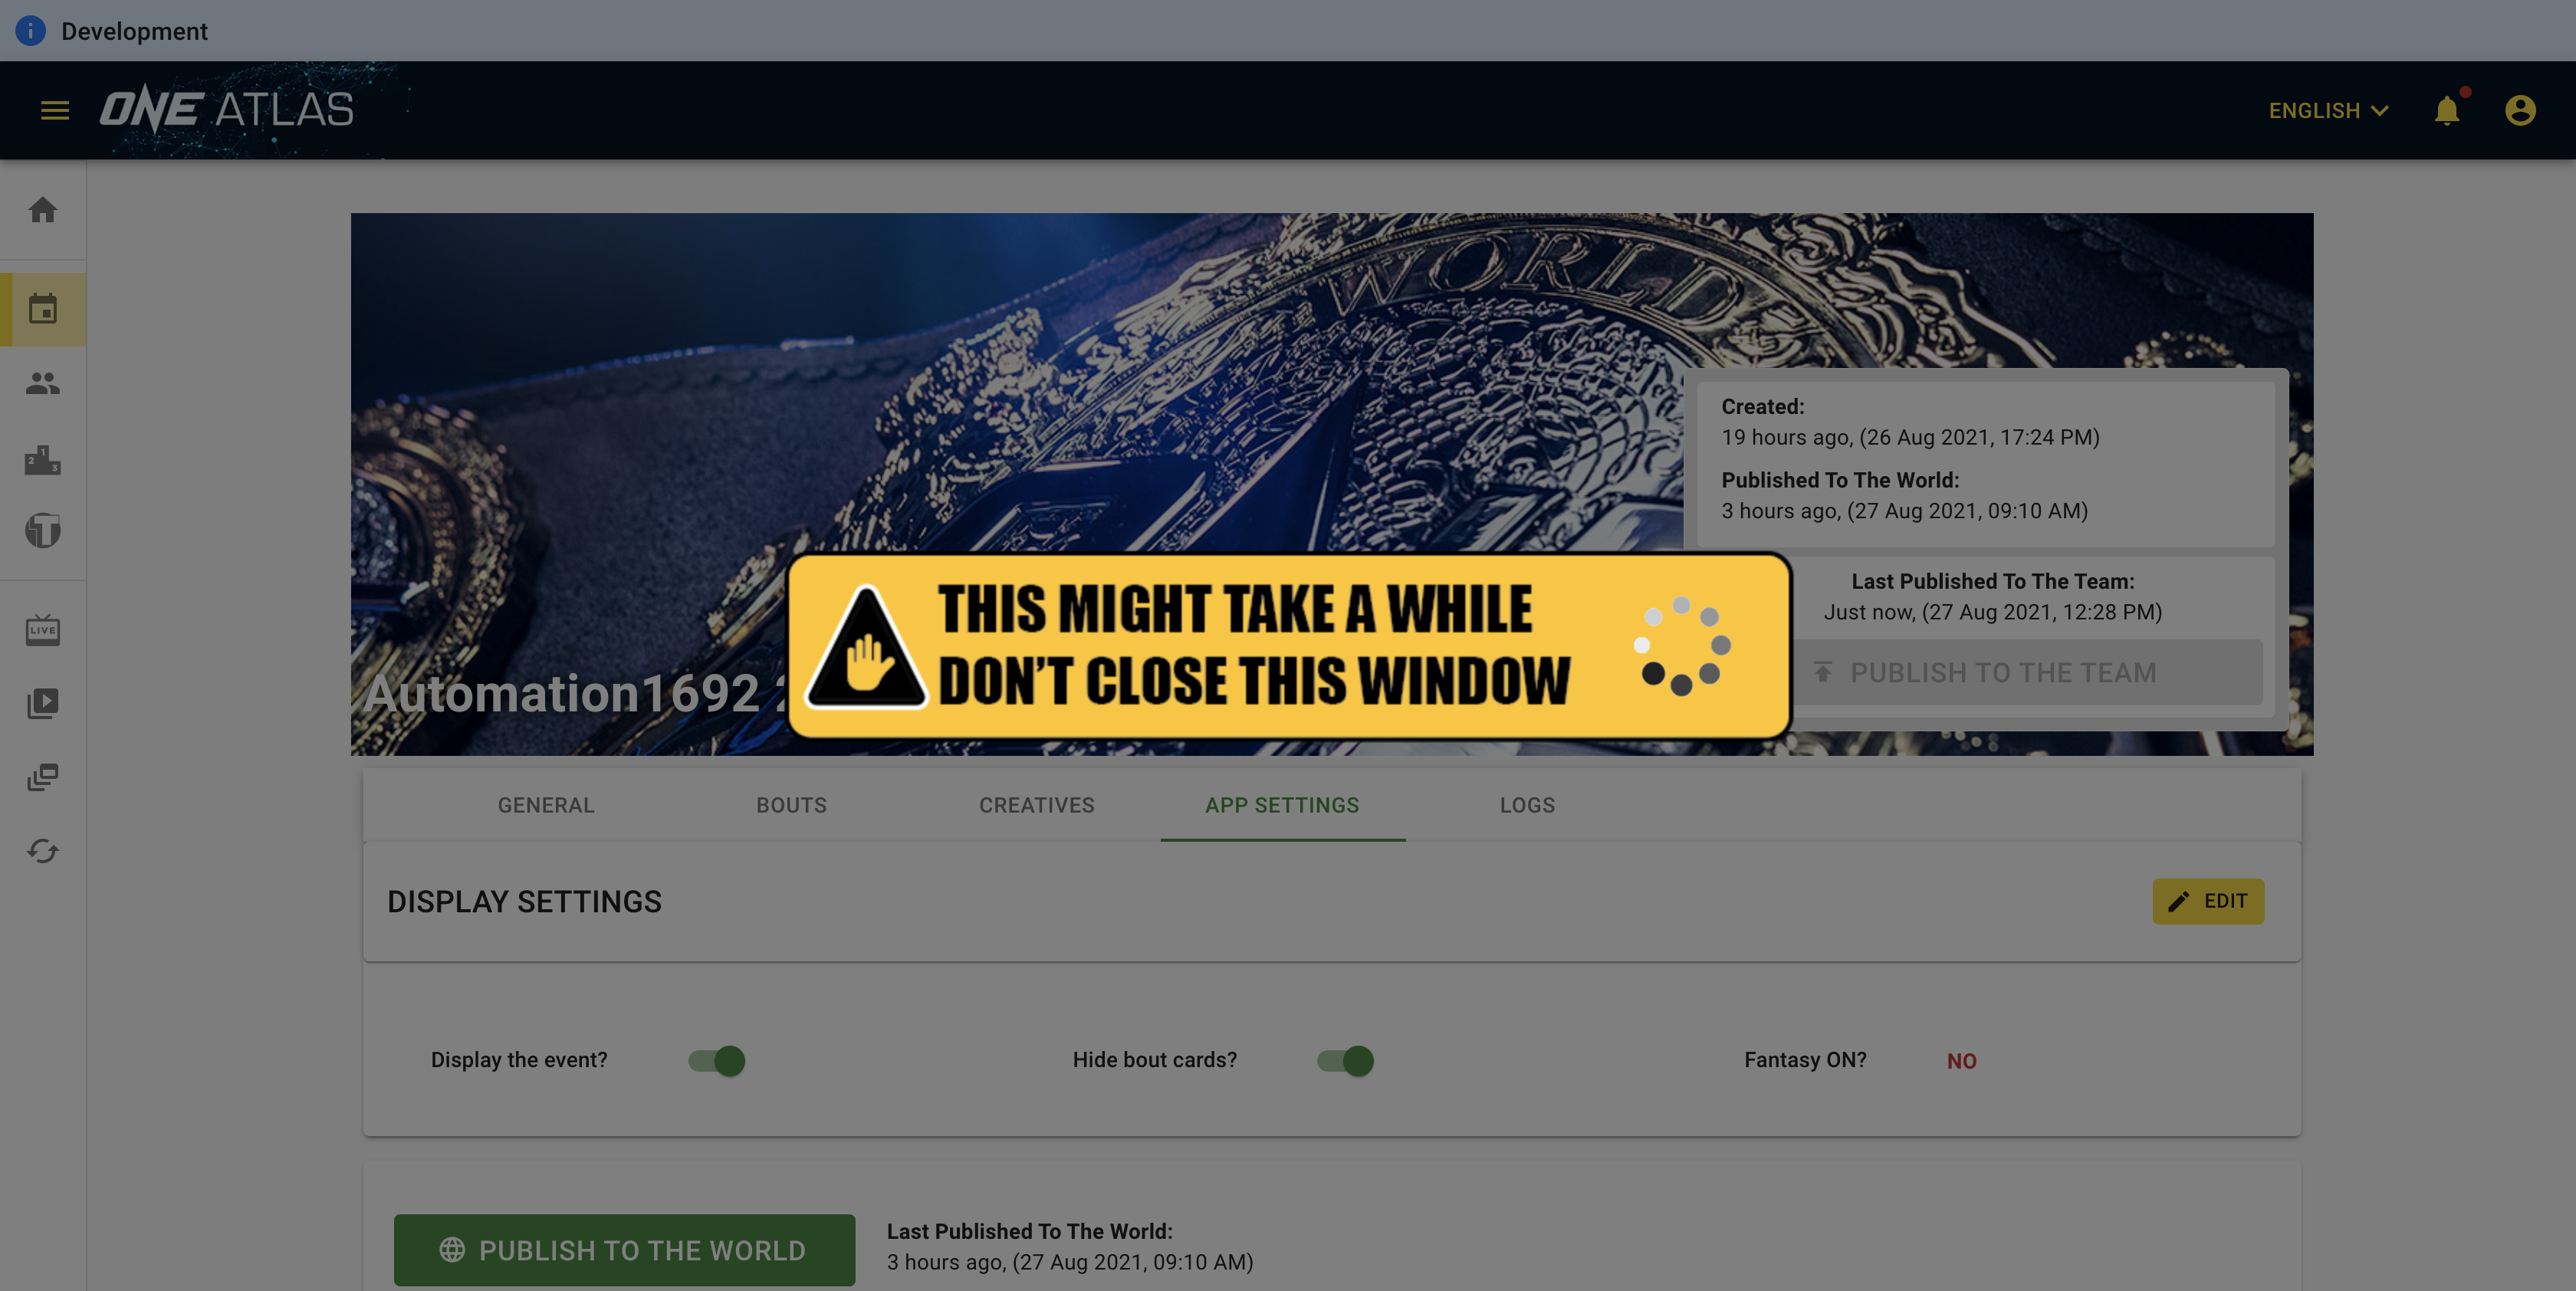 Development
ONE ATLAS
ENGLISH
WORLD
Created:
19 hours ago, (26 Aug 2021, 17:24 PM)
Published To The World:
3 hours ago, (27 Aug 2021, 09:10 AM)
Last Published To The Team:
Just now, (27 Aug 2021, 12:28 PM)
PUBLISH TO THE TEAM
THIS MIGHT TAKE A WHILE
DON'T CLOSE THIS WINDOW
Automation1692
1
2
3
T
LIVE
GENERAL
BOUTS
CREATIVES
APP SETTINGS
LOGS
DISPLAY SETTINGS
EDIT
Display the event?
Hide bout cards?
Fantasy ON?
NO
PUBLISH TO THE WORLD
Last Published To The World:
3 hours ago, (27 Aug 2021, 09:10 AM)